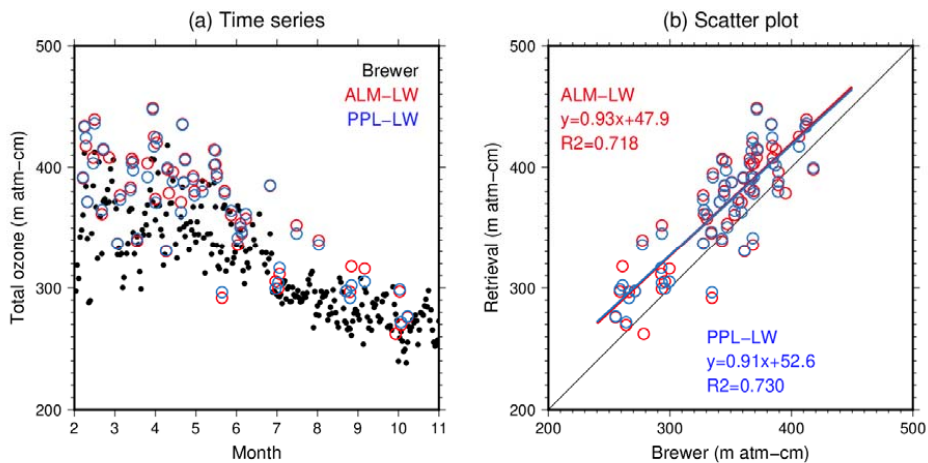 (a) Time series
500
400
300
200
Total ozone (m atm−cm)
2 3 4 5 6 7 8 9 10 11
Month
Brewer
ALM−LW
PPL−LW
(b) Scatter plot
500
400
300
200
Retrieval (m atm−cm)
200 300 400 500
Brewer (m atm−cm)
ALM−LW
y=0.93x+47.9
R2=0.718
PPL−LW
y=0.91x+52.6
R2=0.730